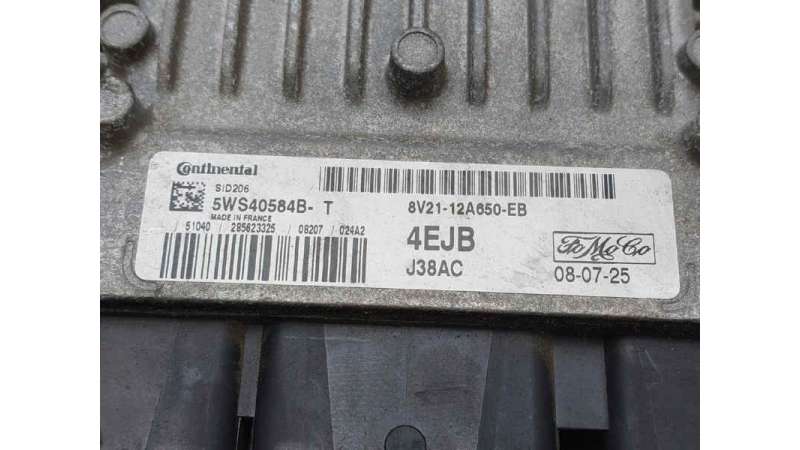 Continental
SID206
5WS40584B- T
MADE IN FRANCE
51040 / 285623325 / 08207 / 024A2
8V21-12A650-EB
4EJB
J38AC
FoMoCo
08-07-25